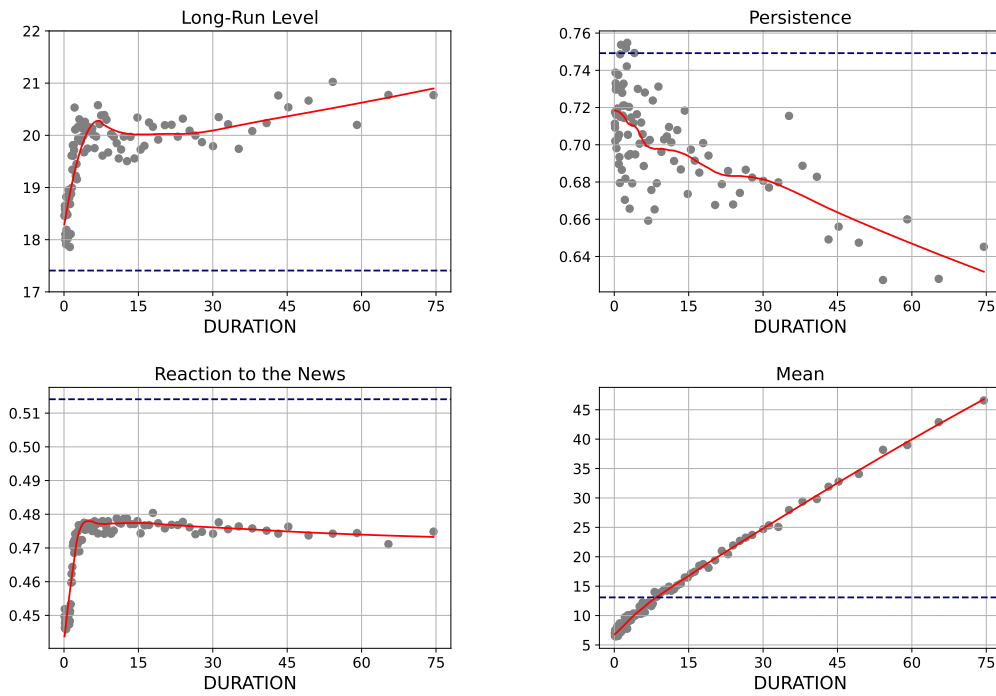 Long-Run Level
22
21
20
19
18
17
0 15 30 45 60 75
DURATION
Persistence
0.76
0.74
0.72
0.70
0.68
0.66
0.64
0 15 30 45 60 75
DURATION
Reaction to the News
0.51
0.50
0.49
0.48
0.47
0.46
0.45
0 15 30 45 60 75
DURATION
Mean
45
40
35
30
25
20
15
10
5
0 15 30 45 60 75
DURATION